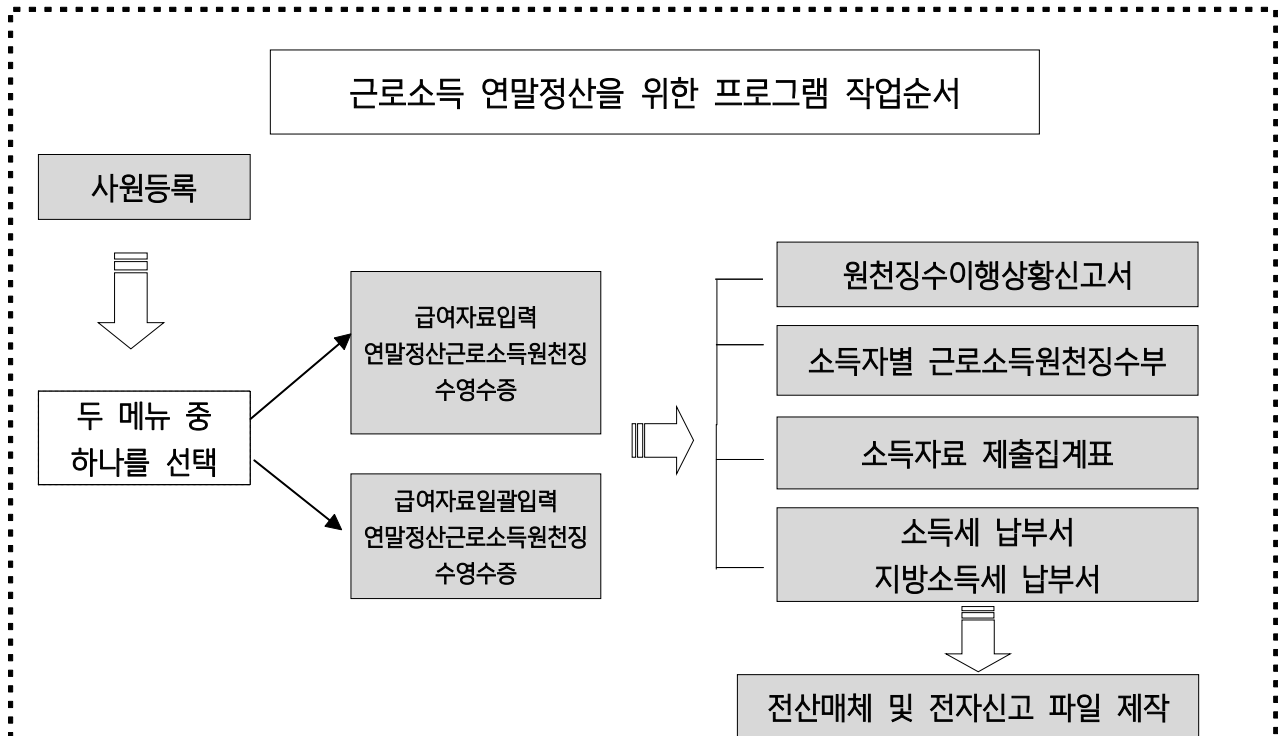 근로소득 연말정산을 위한 프로그램 작업순서
사원등록
두 메뉴 중
하나를 선택
급여자료입력
연말정산근로소득원천징
수영수증
급여자료일괄입력
연말정산근로소득원천징
수영수증
원천징수이행상황신고서
소득자별 근로소득원천징수부
소득자료 제출집계표
소득세 납부서
지방소득세 납부서
전산매체 및 전자신고 파일 제작